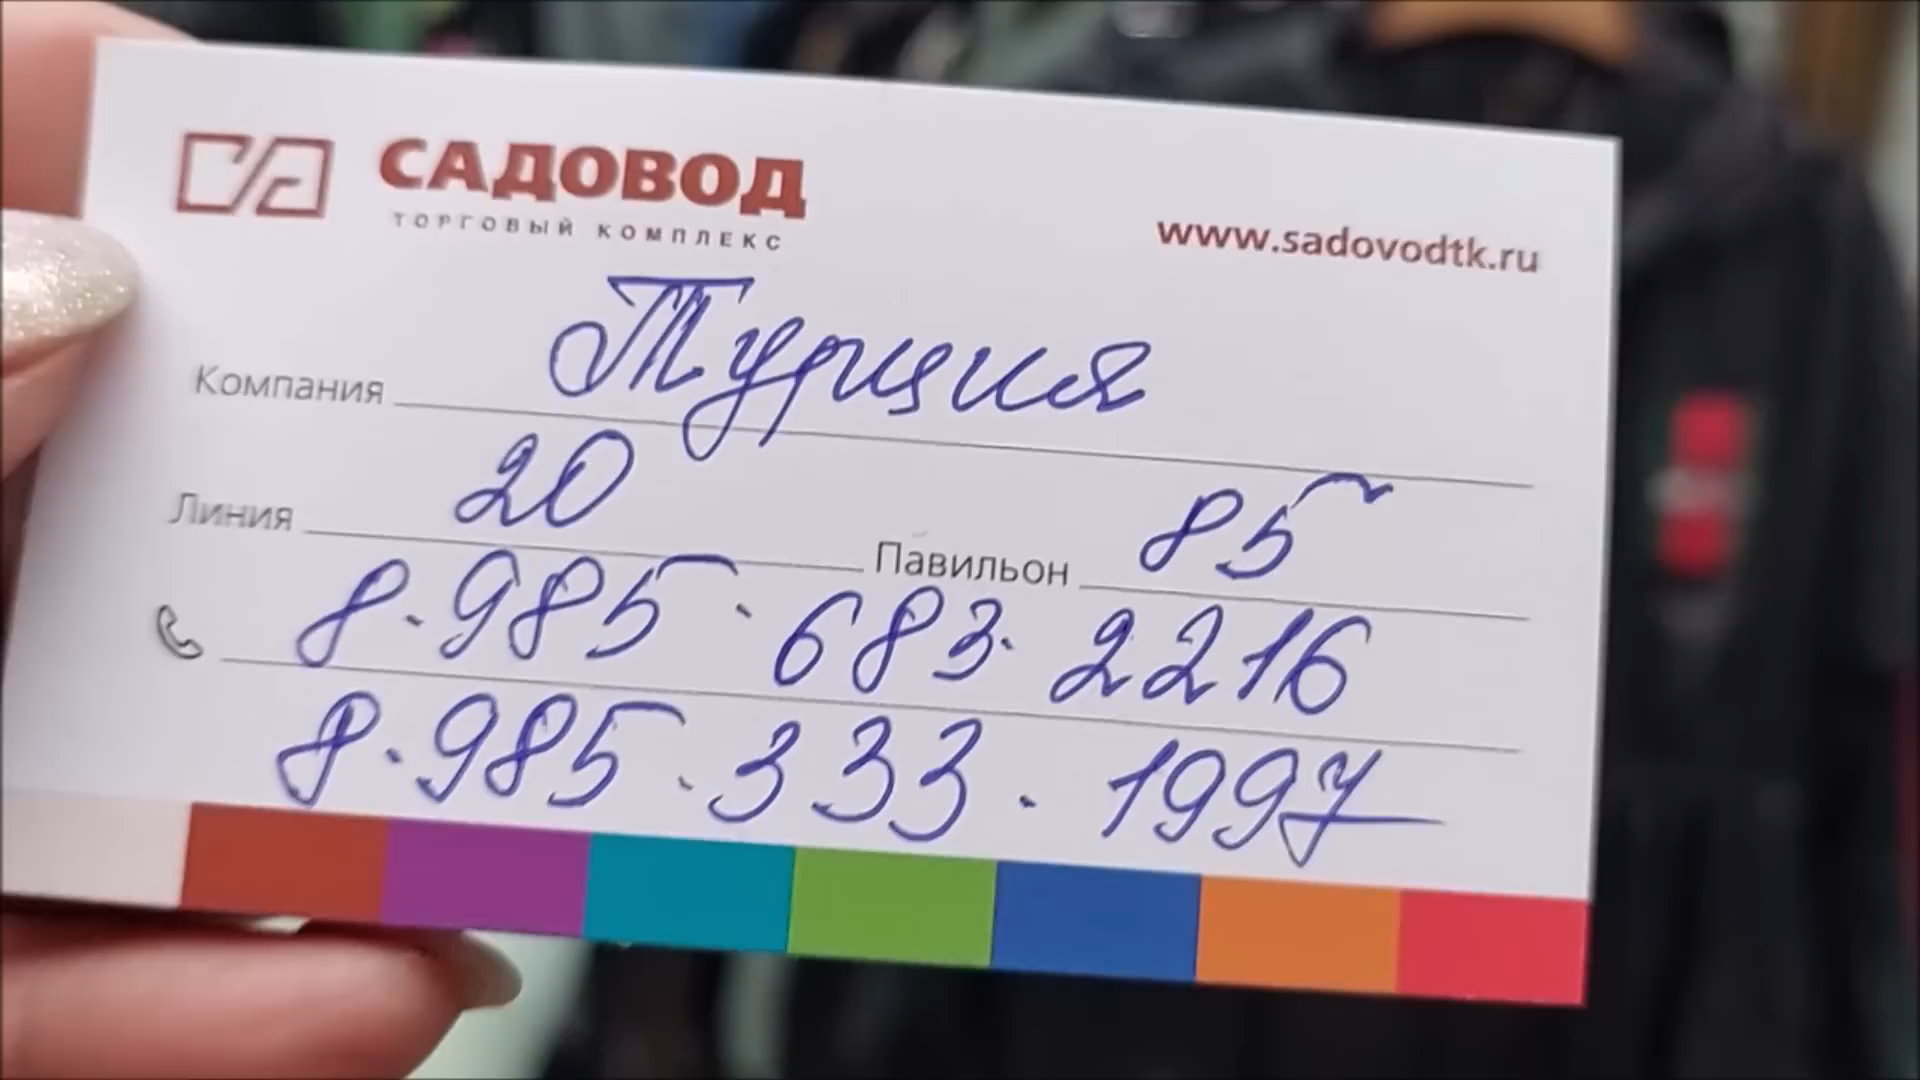 САДОВОД
ТОРГОВЫЙ КОМПЛЕКС
www.sadovodtk.ru
Компания Турция
Линия 20 Павильон 85
8-985-683-2216
8-985-333-1997